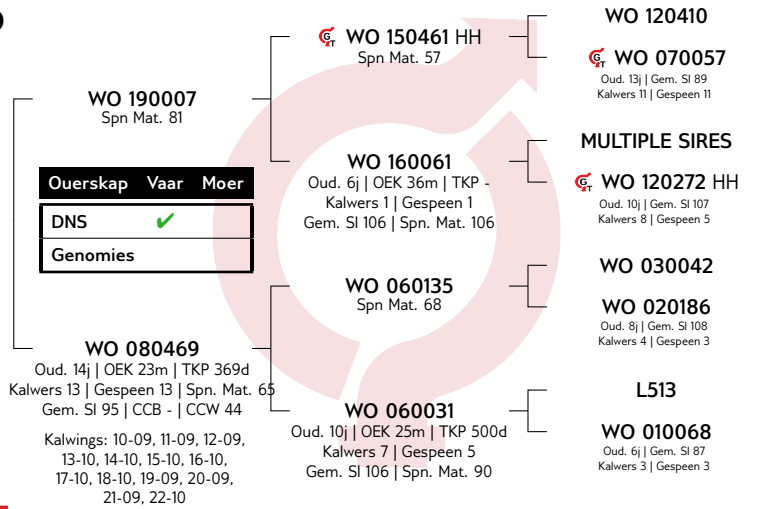 WO 190007
Spn Mat. 81
Ouerskap Vaar Moer
DNS ✔
Genomies
WO 080469
Oud. 14j | OEK 23m | TKP 369d
Kalwers 13 | Gespeen 13 | Spn. Mat. 65
Gem. SI 95 | CCB - | CCW 44
Kalwings: 10-09, 11-09, 12-09,
13-10, 14-10, 15-10, 16-10,
17-10, 18-10, 19-09, 20-09,
21-09, 22-10
GT WO 150461 HH
Spn Mat. 57
WO 160061
Oud. 6j | OEK 36m | TKP -
Kalwers 1 | Gespeen 1
Gem. SI 106 | Spn. Mat. 106
WO 060135
Spn Mat. 68
WO 060031
Oud. 10j | OEK 25m | TKP 500d
Kalwers 7 | Gespeen 5
Gem. SI 106 | Spn. Mat. 90
WO 120410
GT WO 070057
Oud. 13j | Gem. SI 89
Kalwers 11 | Gespeen 11
MULTIPLE SIRES
GT WO 120272 HH
Oud. 10j | Gem. SI 107
Kalwers 8 | Gespeen 5
WO 030042
WO 020186
Oud. 8j | Gem. SI 108
Kalwers 4 | Gespeen 3
L513
WO 010068
Oud. 6j | Gem. SI 87
Kalwers 3 | Gespeen 3